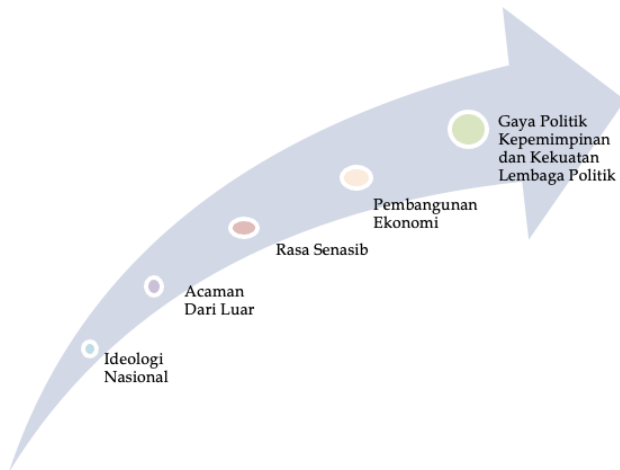 Gaya Politik
Kepemimpinan
dan Kekuatan
Lembaga Politik
Pembangunan
Ekonomi
Rasa Senasib
Acaman
Dari Luar
Ideologi
Nasional